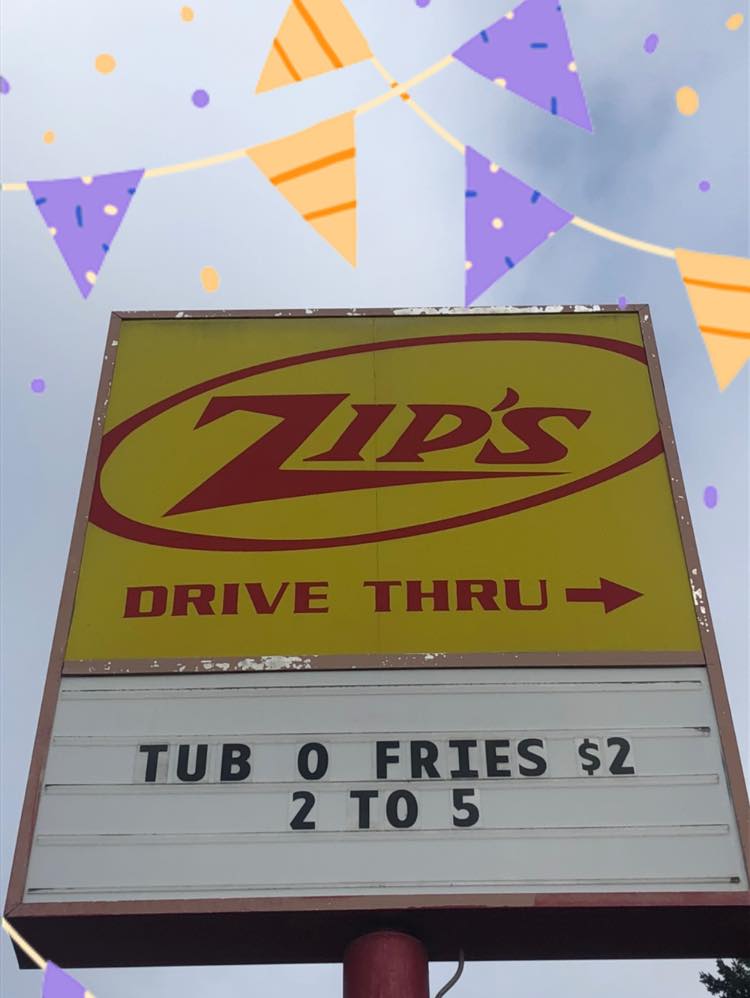 ZIP'S
DRIVE THRU →
TUB O FRIES $2
2 TO 5